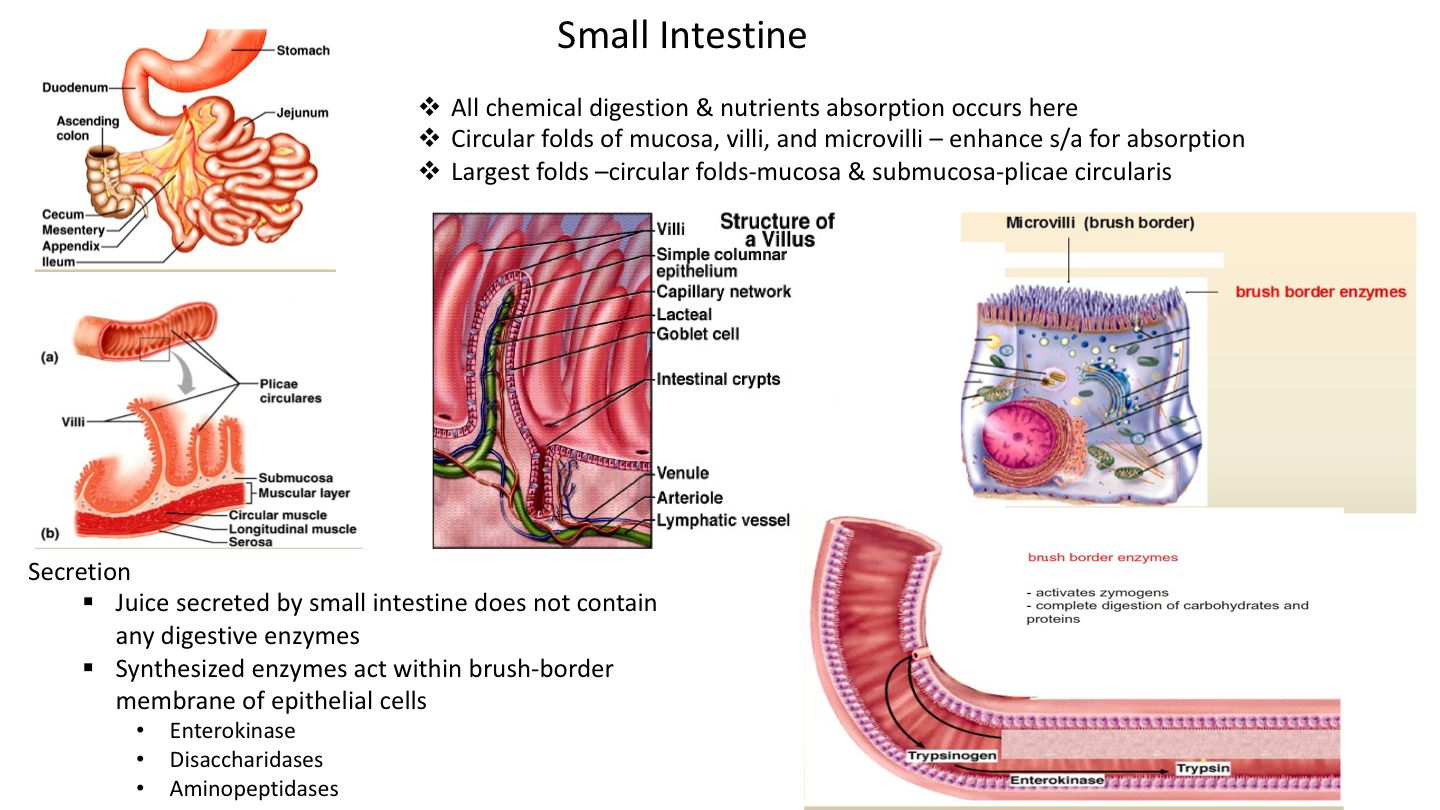 Small Intestine
❖ All chemical digestion & nutrients absorption occurs here
❖ Circular folds of mucosa, villi, and microvilli – enhance s/a for absorption
❖ Largest folds –circular folds-mucosa & submucosa-plicae circularis
Stomach
Duodenum
Jejunum
Ascending
colon
Cecum
Mesentery
Appendix
Ileum
(a)
Plicae
circulares
Villi
Submucosa
Muscular layer
Circular muscle
Longitudinal muscle
(b)
Serosa
Structure of
a Villus
Villi
Simple columnar
epithelium
Capillary network
Lacteal
Goblet cell
Intestinal crypts
Venule
Arteriole
Lymphatic vessel
Microvilli (brush border)
brush border enzymes
Secretion
▪ Juice secreted by small intestine does not contain
any digestive enzymes
▪ Synthesized enzymes act within brush-border
membrane of epithelial cells
• Enterokinase
• Disaccharidases
• Aminopeptidases
brush border enzymes
- activates zymogens
- complete digestion of carbohydrates and
proteins
Trypsinogen
Enterokinase
Trypsin